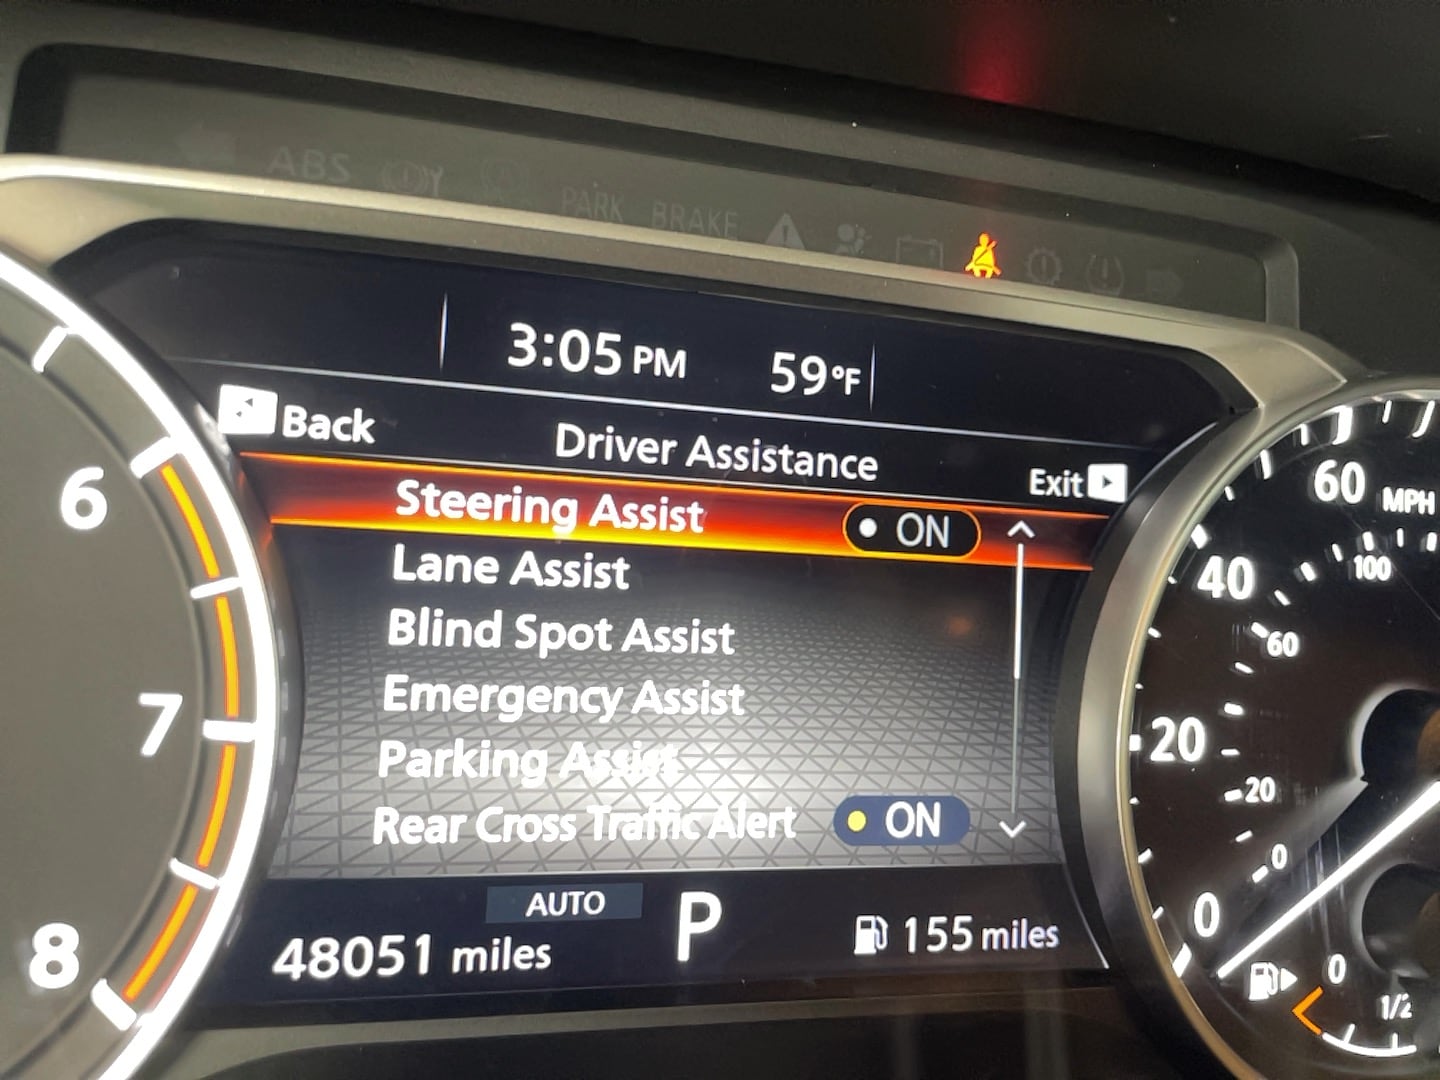 ABS
PARK BRAKE
3:05 PM 59°F
Back
Driver Assistance
Exit
Steering Assist ON
Lane Assist
Blind Spot Assist
Emergency Assist
Parking Assist
Rear Cross Traffic Alert ON
AUTO
48051 miles
P
155 miles
6
7
8
60 MPH
100
40
60
20
20
0
0
0
1/2